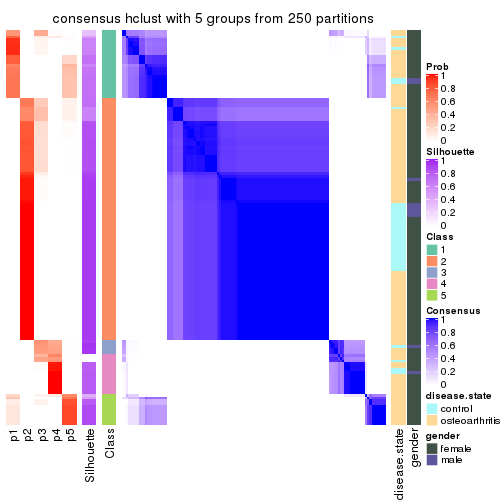 consensus hclust with 5 groups from 250 partitions
Prob
1
0.8
0.6
0.4
0.2
0
Silhouette
1
0.8
0.6
0.4
0.2
0
Class
1
2
3
4
5
Consensus
1
0.8
0.6
0.4
0.2
0
disease.state
control
osteoarthritis
gender
female
male
p1
p2
p3
p4
p5
Silhouette
Class
disease.state
gender